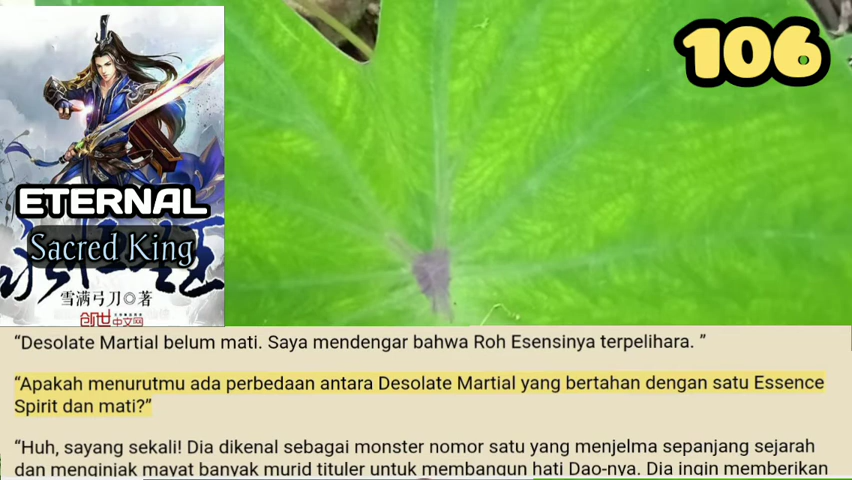 106
ETERNAL
Sacred King
雪满弓刀◎著
创世中文网
“Desolate Martial belum mati. Saya mendengar bahwa Roh Esensinya terpelihara. ”
“Apakah menurutmu ada perbedaan antara Desolate Martial yang bertahan dengan satu Essence
Spirit dan mati?”
“Huh, sayang sekali! Dia dikenal sebagai monster nomor satu yang menjelma sepanjang sejarah
dan menginjak mayat banyak murid tituler untuk membangun hati Dao-nya. Dia ingin memberikan